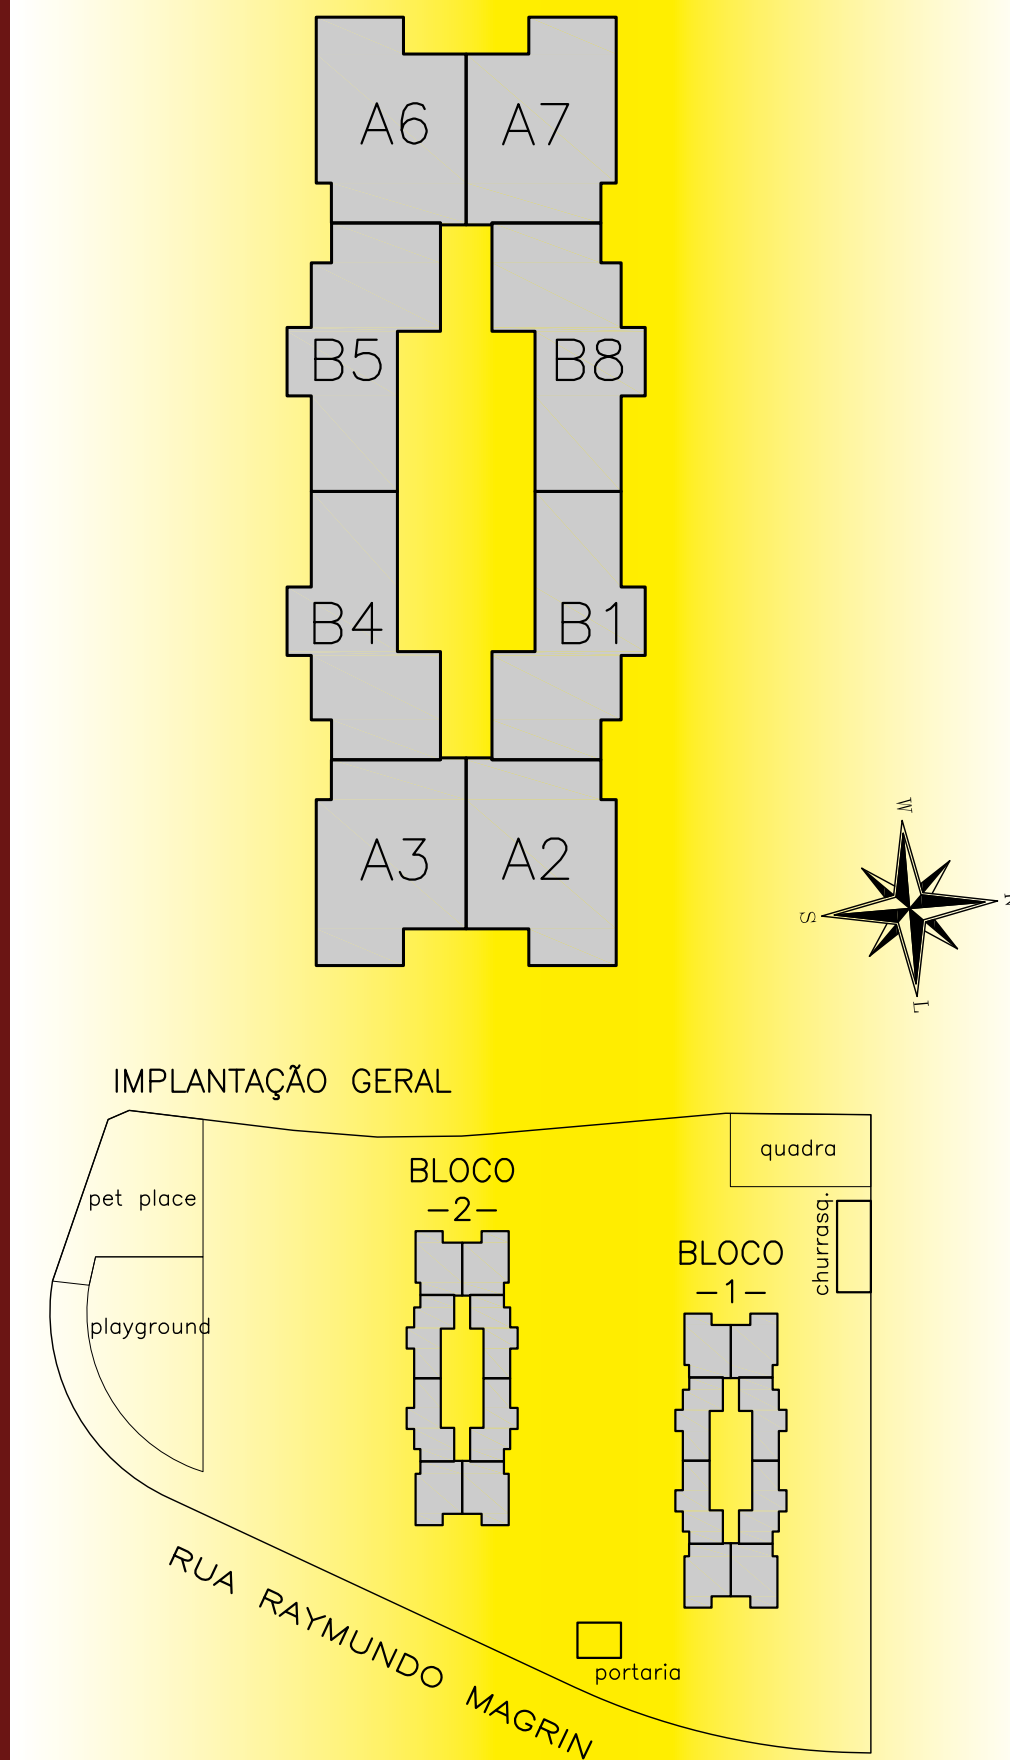 A6 A7
B5 B8
B4 B1
A3 A2
W
S N
L
IMPLANTAÇÃO GERAL
quadra
BLOCO
-2-
pet place
churrasq.
BLOCO
-1-
playground
RUA RAYMUNDO MAGRIN
portaria